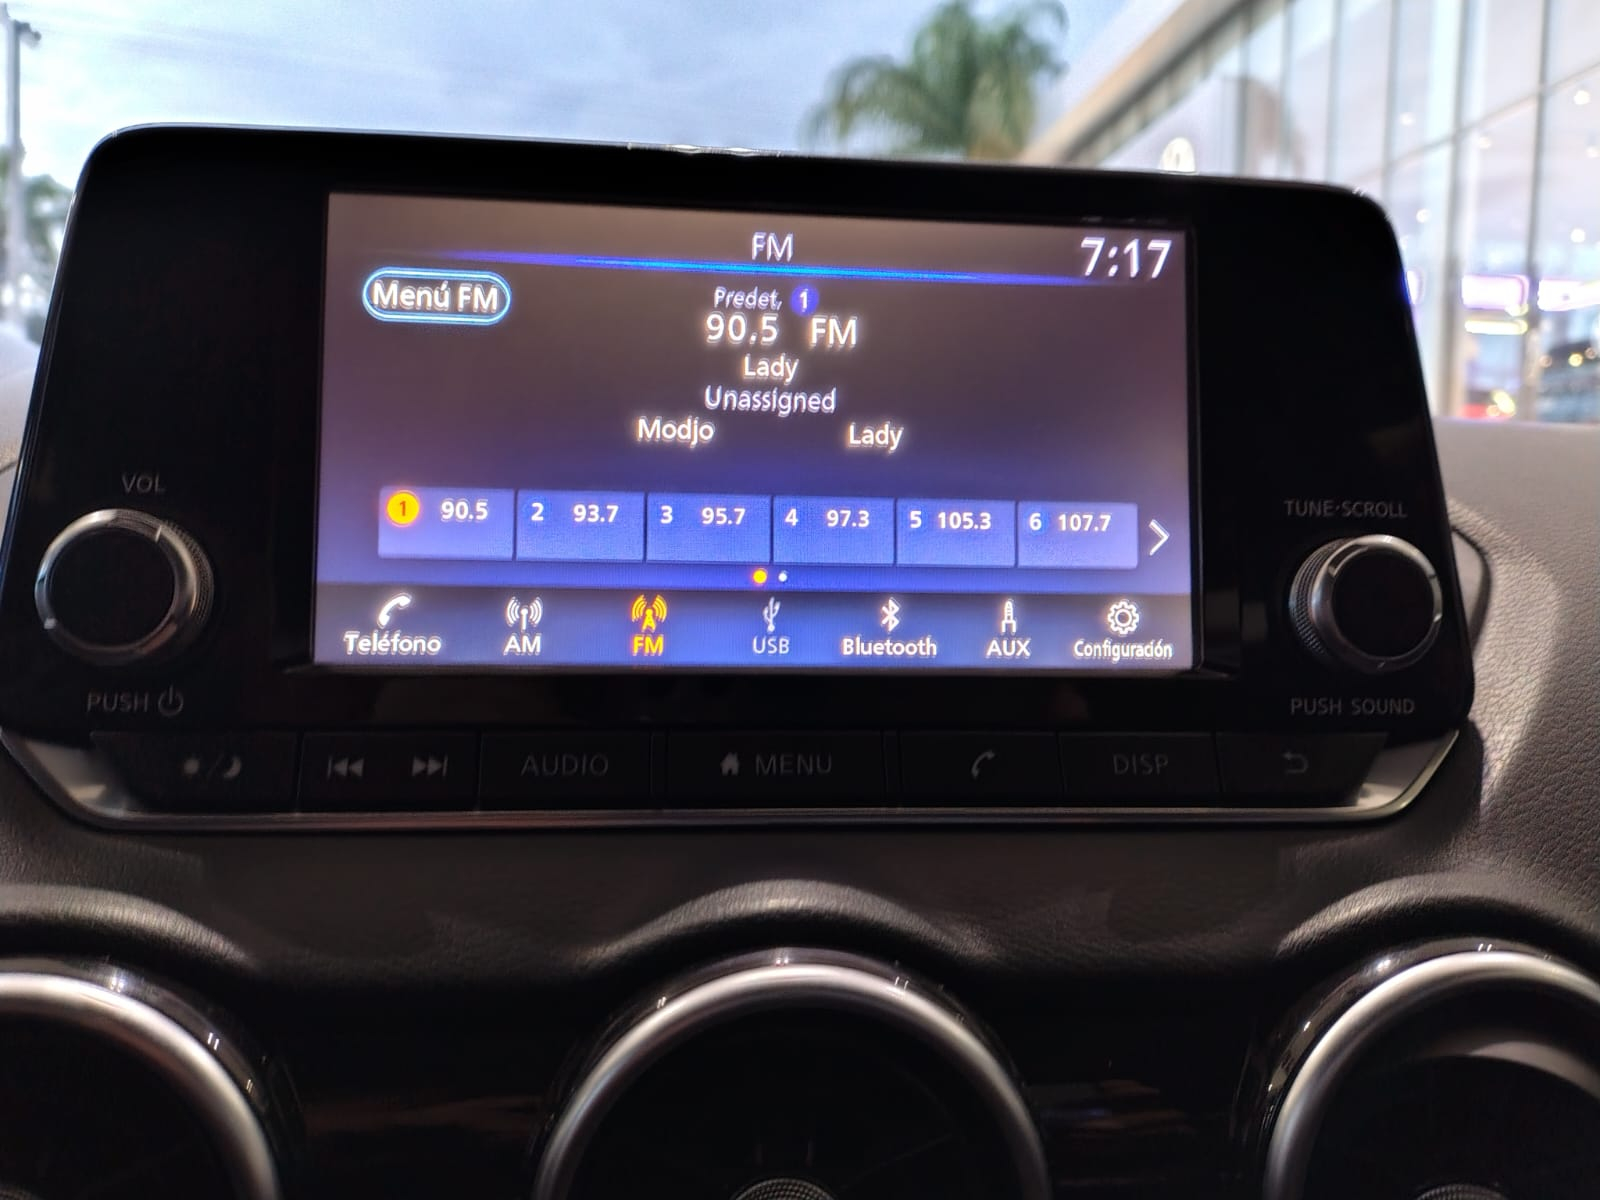 FM
7:17
Menú FM
Predet. 1
90.5 FM
Lady
Unassigned
Modjo Lady
1 90.5 2 93.7 3 95.7 4 97.3 5 105.3 6 107.7
Teléfono AM FM USB Bluetooth AUX Configuración
VOL
PUSH
TUNE·SCROLL
PUSH SOUND
AUDIO MENU DISP